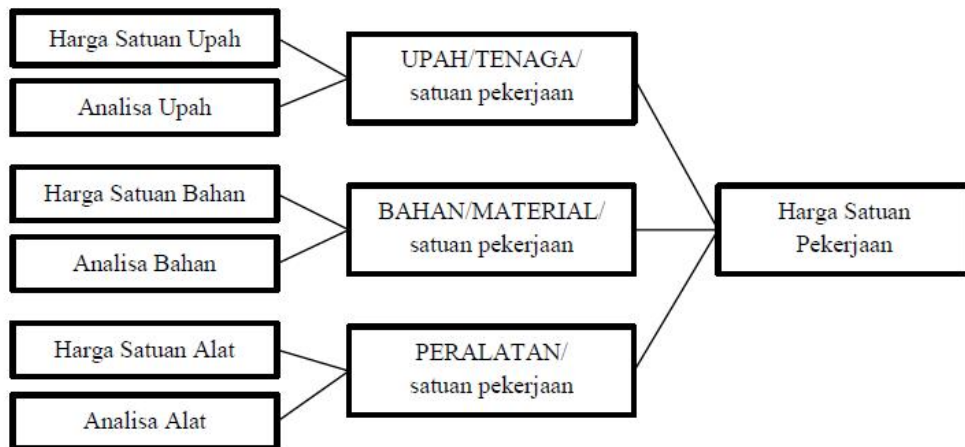 Harga Satuan Upah
Analisa Upah
UPAH/TENAGA/
satuan pekerjaan
Harga Satuan Bahan
Analisa Bahan
BAHAN/MATERIAL/
satuan pekerjaan
Harga Satuan Alat
Analisa Alat
PERALATAN/
satuan pekerjaan
Harga Satuan
Pekerjaan